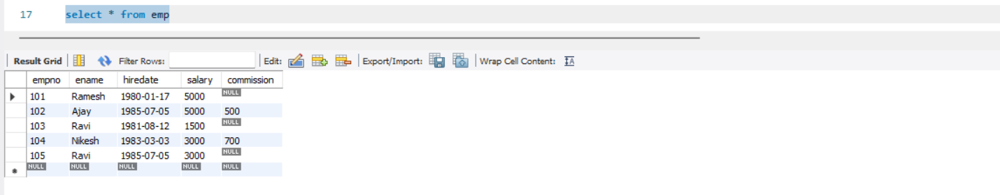 17 select * from emp
Result Grid Filter Rows: Edit: Export/Import: Wrap Cell Content:
empno ename hiredate salary commission
101 Ramesh 1980-01-17 5000 NULL
102 Ajay 1985-07-05 5000 500
103 Ravi 1981-08-12 1500 NULL
104 Nikesh 1983-03-03 3000 700
105 Ravi 1985-07-05 3000 NULL
NULL NULL NULL NULL NULL